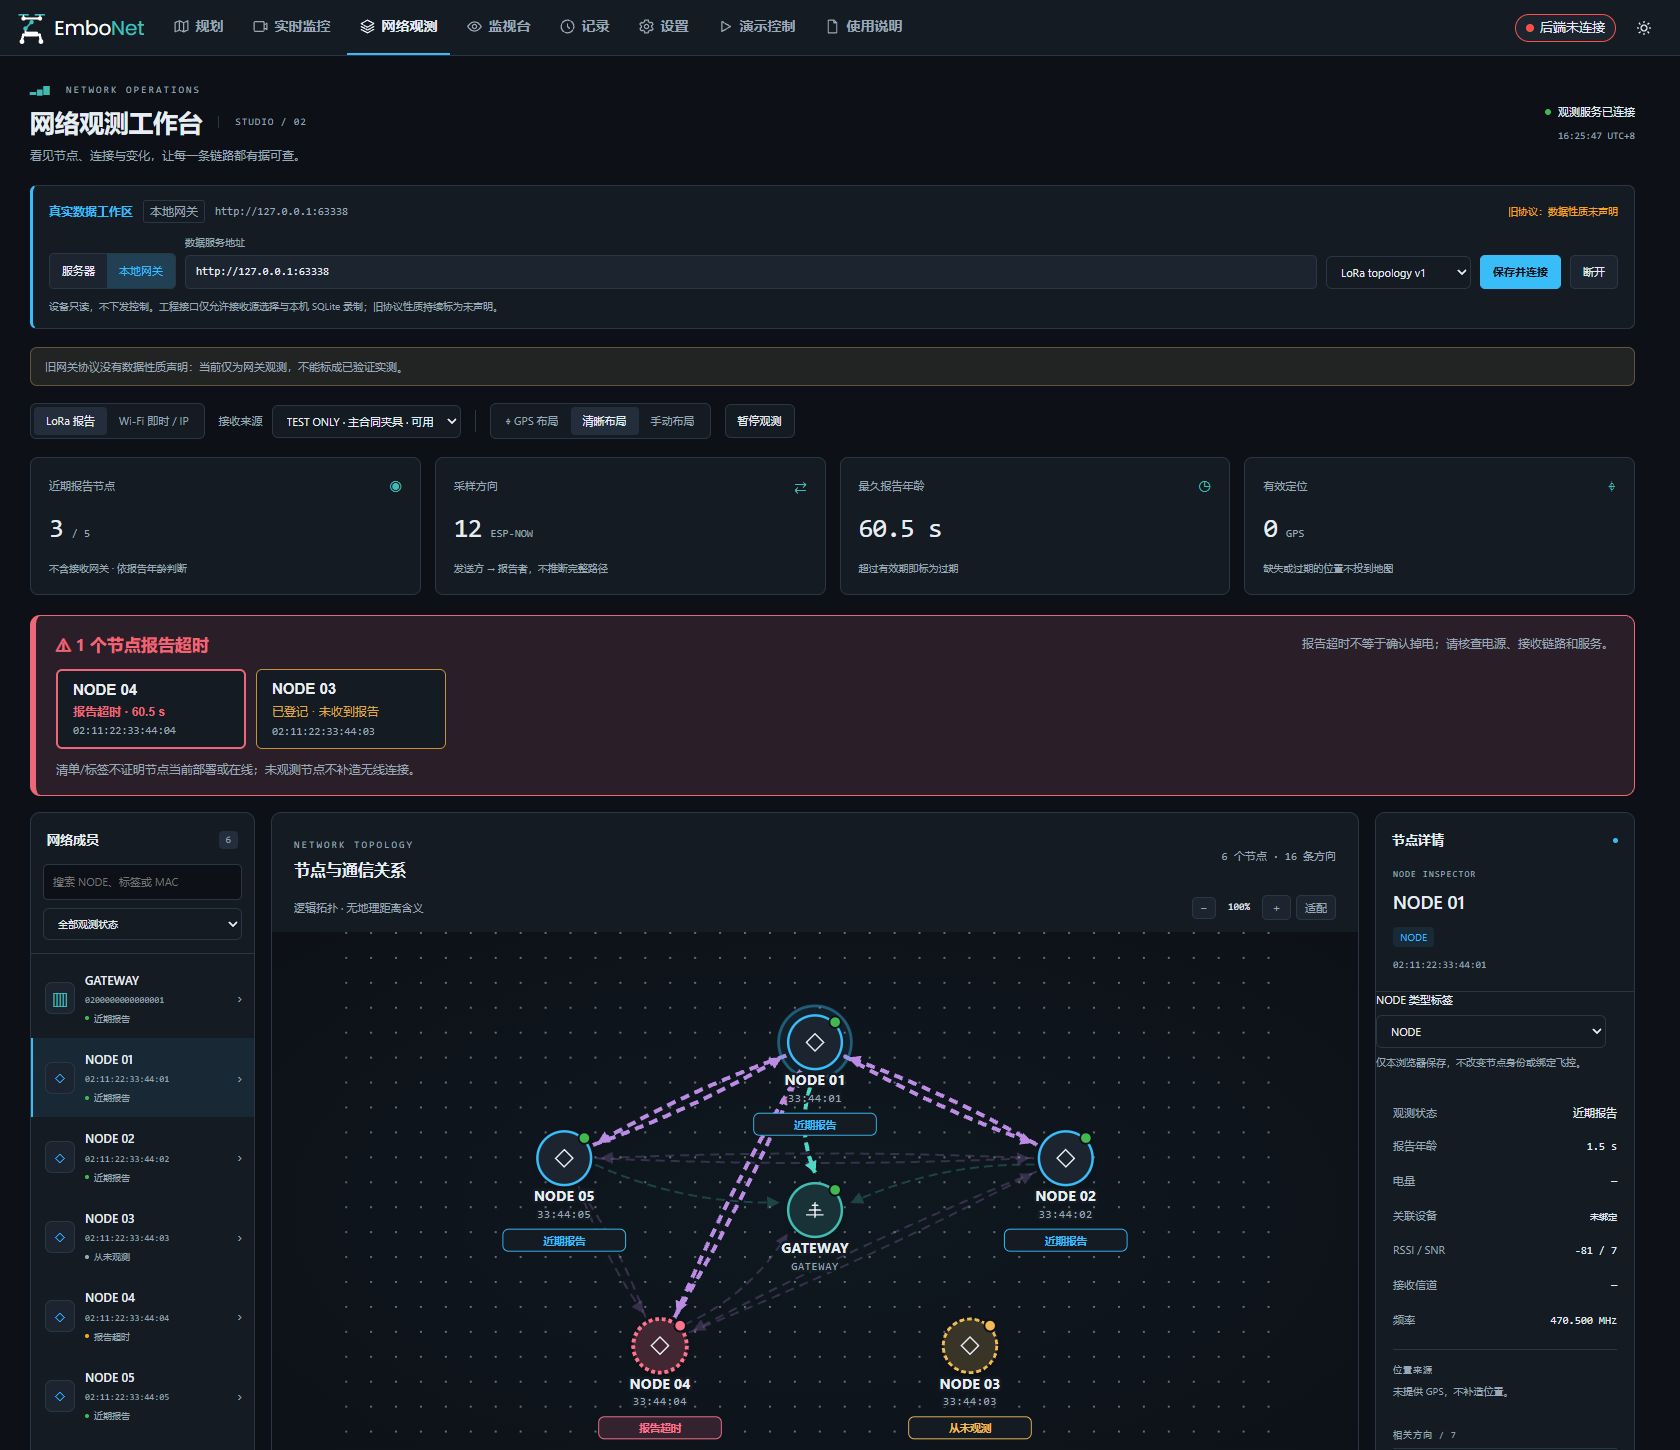 EmboNet
规划
实时监控
网络观测
监视台
记录
设置
演示控制
使用说明
后端未连接
NETWORK OPERATIONS
网络观测工作台
STUDIO / 02
看见节点、连接与变化，让每一条链路都有据可查。
观测服务已连接
16:25:47 UTC+8
真实数据工作区
本地网关
http://127.0.0.1:63338
旧协议：数据性质未声明
数据服务地址
服务器
本地网关
http://127.0.0.1:63338
LoRa topology v1
保存并连接
断开
设备只读，不下发控制。工程接口仅允许接收源选择与本机 SQLite 录制；旧协议性质持续标为未声明。
旧网关协议没有数据性质声明：当前仅为网关观测，不能标成已验证实测。
LoRa 报告
Wi-Fi 即时 / IP
接收来源
TEST ONLY · 主合同夹具 · 可用
GPS 布局
清晰布局
手动布局
暂停观测
近期报告节点
3 / 5
不含接收网关 · 依报告年龄判断
采样方向
12 ESP-NOW
发送方 → 报告者，不推断完整路径
最久报告年龄
60.5 s
超过有效期即标为过期
有效定位
0 GPS
缺失或过期的位置不投到地图
⚠ 1 个节点报告超时
报告超时不等于确认掉电；请核查电源、接收链路和服务。
NODE 04
报告超时 · 60.5 s
02:11:22:33:44:04
NODE 03
已登记 · 未收到报告
02:11:22:33:44:03
清单/标签不证明节点当前部署或在线；未观测节点不补造无线连接。
网络成员
6
搜索 NODE、标签或 MAC
全部观测状态
GATEWAY
0200000000000001
近期报告
NODE 01
02:11:22:33:44:01
近期报告
NODE 02
02:11:22:33:44:02
近期报告
NODE 03
02:11:22:33:44:03
从未观测
NODE 04
02:11:22:33:44:04
报告超时
NODE 05
02:11:22:33:44:05
近期报告
NETWORK TOPOLOGY
节点与通信关系
6 个节点 · 16 条方向
逻辑拓扑 · 无地理距离含义
−
100%
+
适配
NODE 01
33:44:01
近期报告
NODE 05
33:44:05
近期报告
NODE 02
33:44:02
近期报告
GATEWAY
GATEWAY
NODE 04
33:44:04
报告超时
NODE 03
33:44:03
从未观测
节点详情
NODE INSPECTOR
NODE 01
NODE
02:11:22:33:44:01
NODE 类型标签
NODE
仅本浏览器保存，不改变节点身份或绑定飞控。
观测状态
近期报告
报告年龄
1.5 s
电量
—
关联设备
未绑定
RSSI / SNR
-81 / 7
接收信道
—
频率
470.500 MHz
位置来源
未提供 GPS，不补造位置。
相关方向 / 7